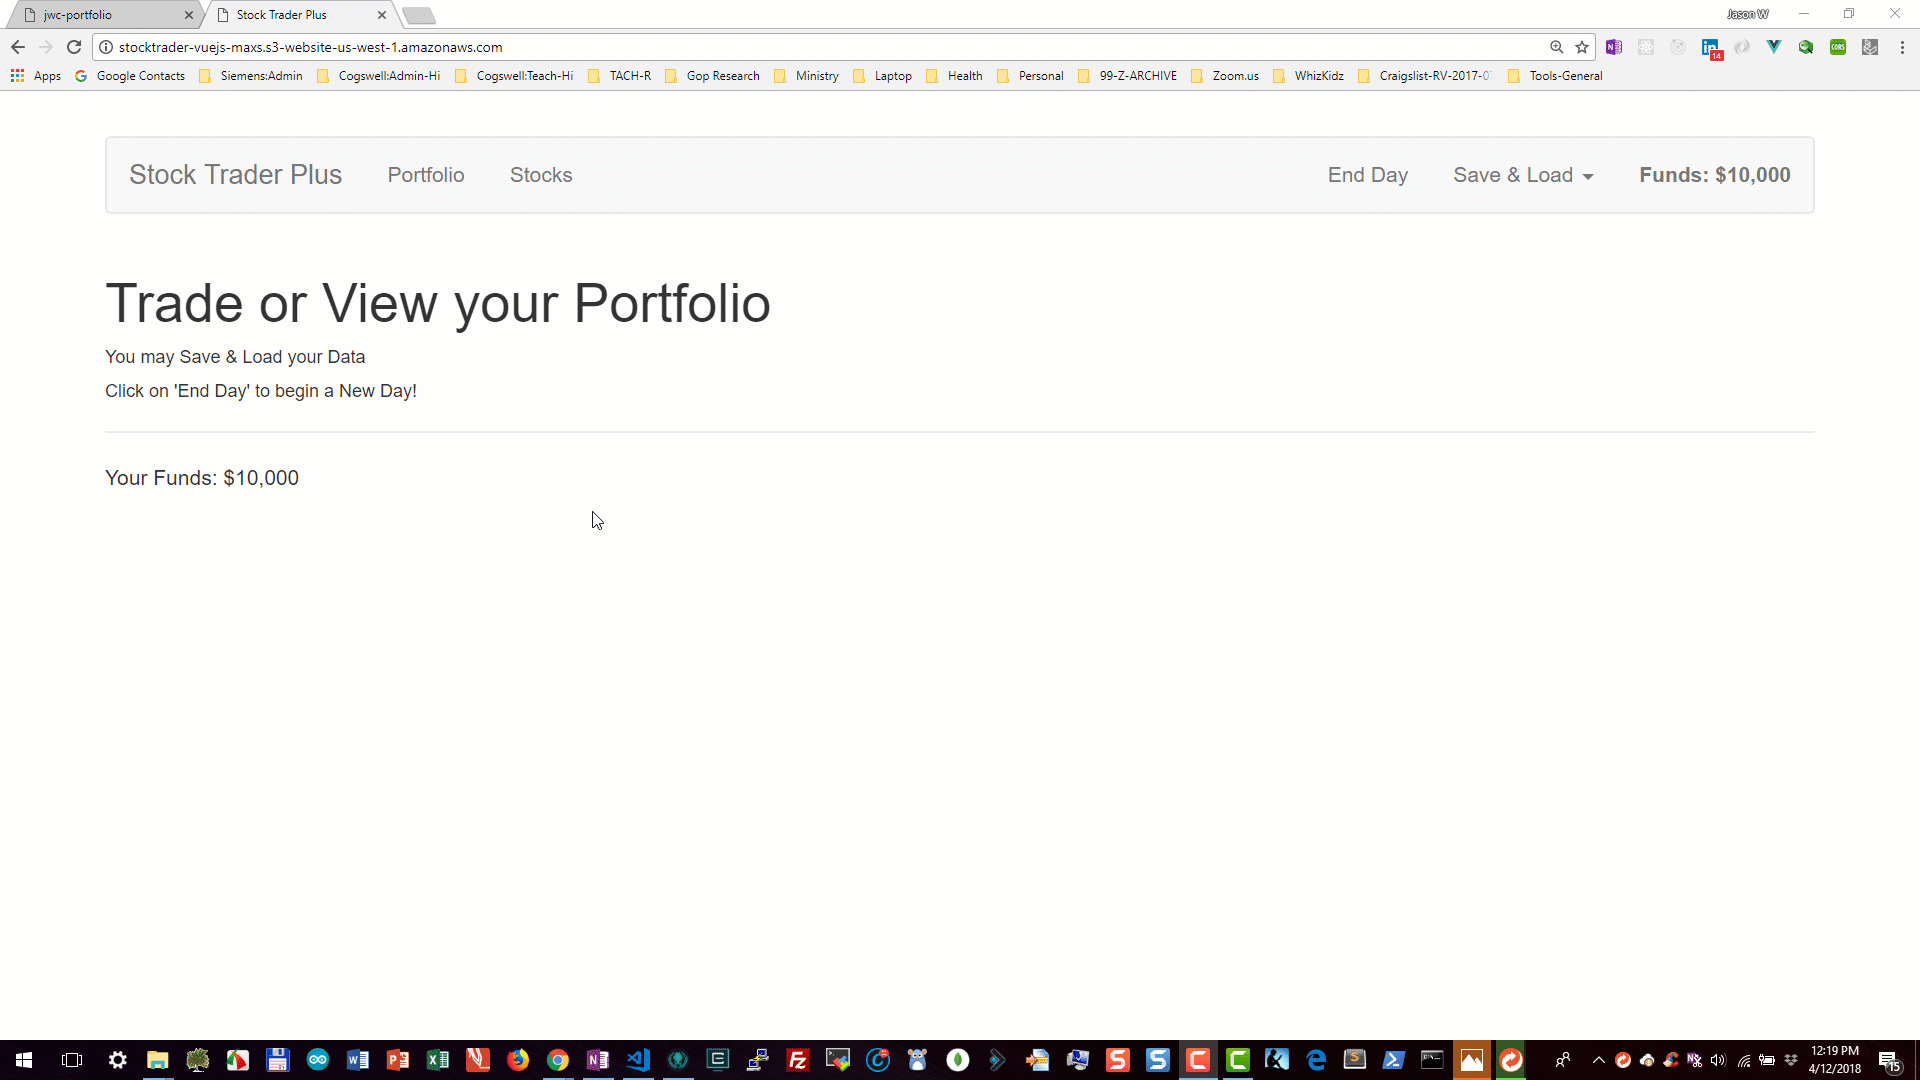 jwc-portfolio
Stock Trader Plus
Jason W
stocktrader-vuejs-maxs.s3-website-us-west-1.amazonaws.com
14
CORS
Apps
Google Contacts
Siemens:Admin
Cogswell:Admin-Hi
Cogswell:Teach-Hi
TACH-R
Gop Research
Ministry
Laptop
Health
Personal
99-Z-ARCHIVE
Zoom.us
WhizKidz
Craigslist-RV-2017-0
Tools-General
Stock Trader Plus
Portfolio
Stocks
End Day
Save & Load
Funds: $10,000
Trade or View your Portfolio
You may Save & Load your Data
Click on 'End Day' to begin a New Day!
Your Funds: $10,000
12:19 PM
4/12/2018
15